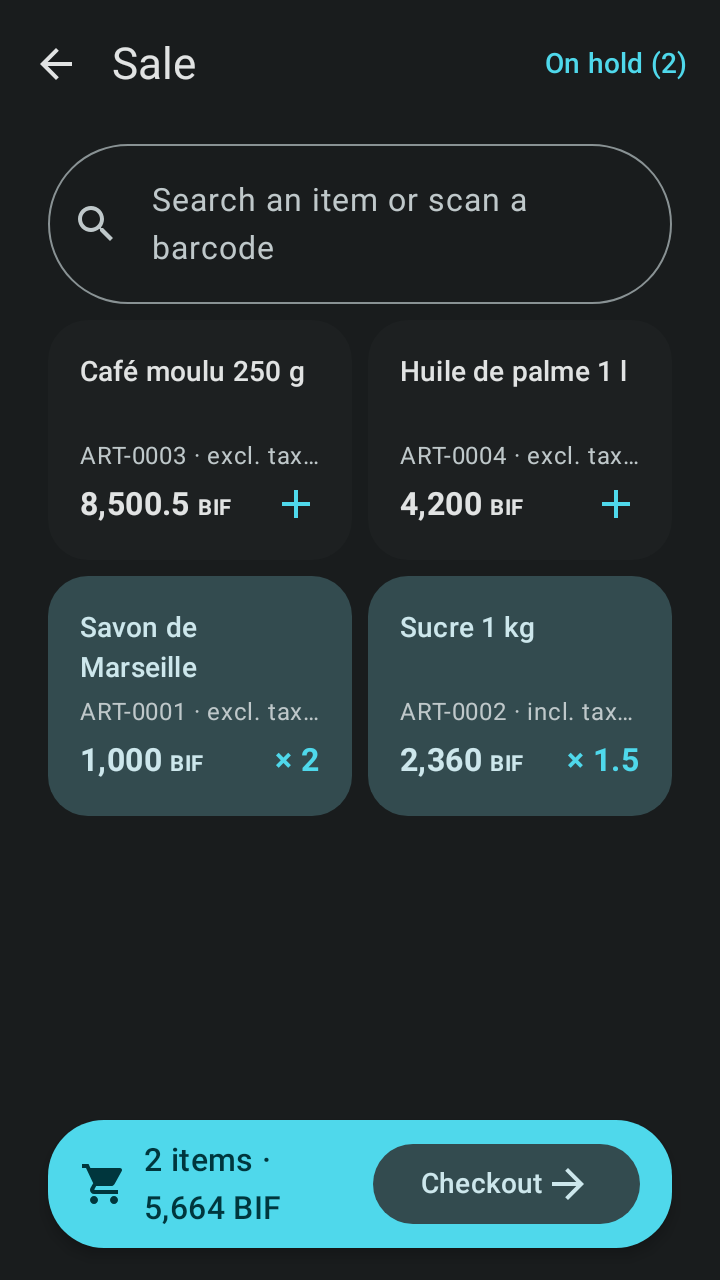 Sale
On hold (2)
Search an item or scan a
barcode
Café moulu 250 g
ART-0003 · excl. tax…
8,500.5 BIF
Huile de palme 1 l
ART-0004 · excl. tax…
4,200 BIF
Savon de
Marseille
ART-0001 · excl. tax…
1,000 BIF × 2
Sucre 1 kg
ART-0002 · incl. tax…
2,360 BIF × 1.5
2 items ·
5,664 BIF
Checkout